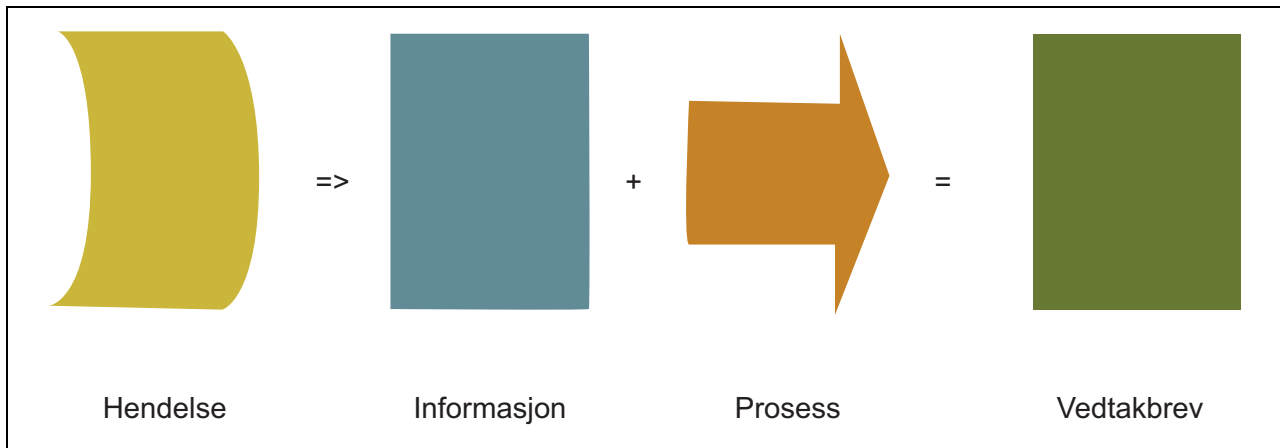 => + =
Hendelse Informasjon Prosess Vedtakbrev